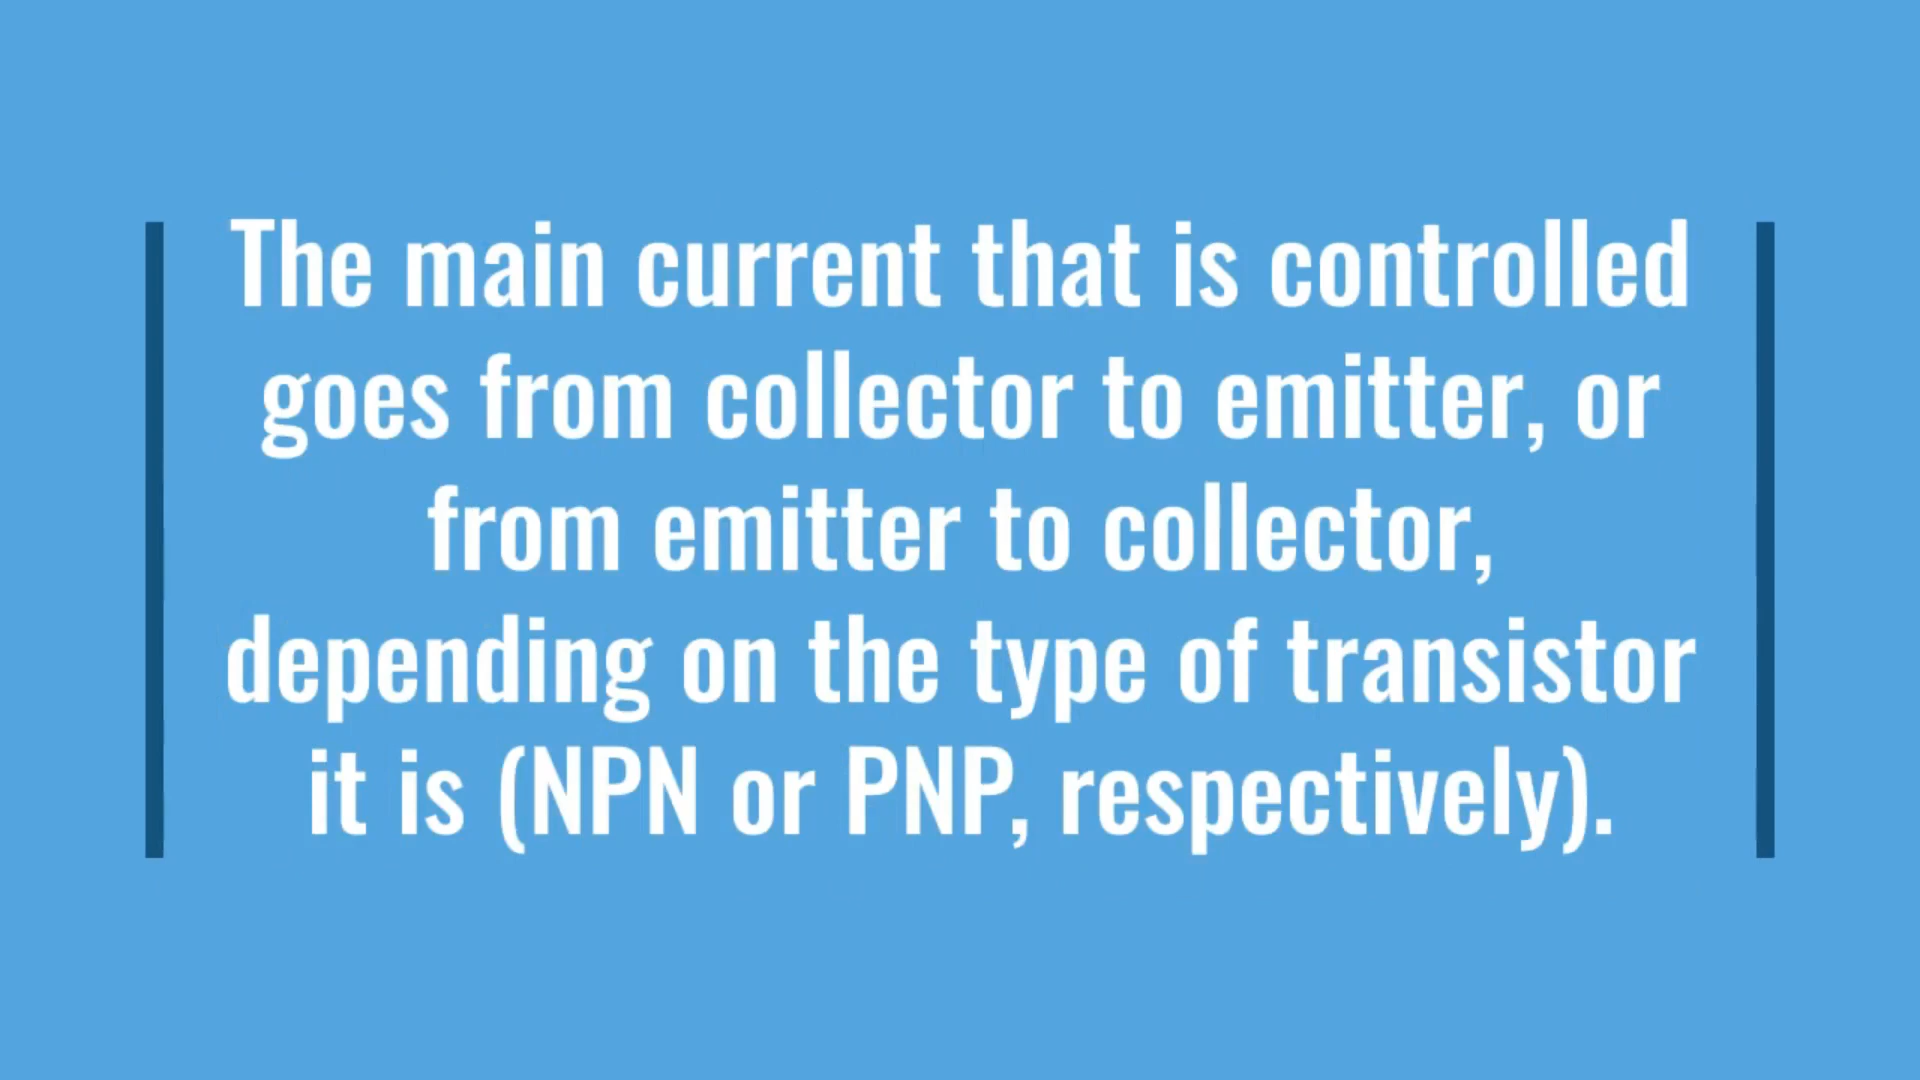 The main current that is controlled
goes from collector to emitter, or
from emitter to collector,
depending on the type of transistor
it is (NPN or PNP, respectively).